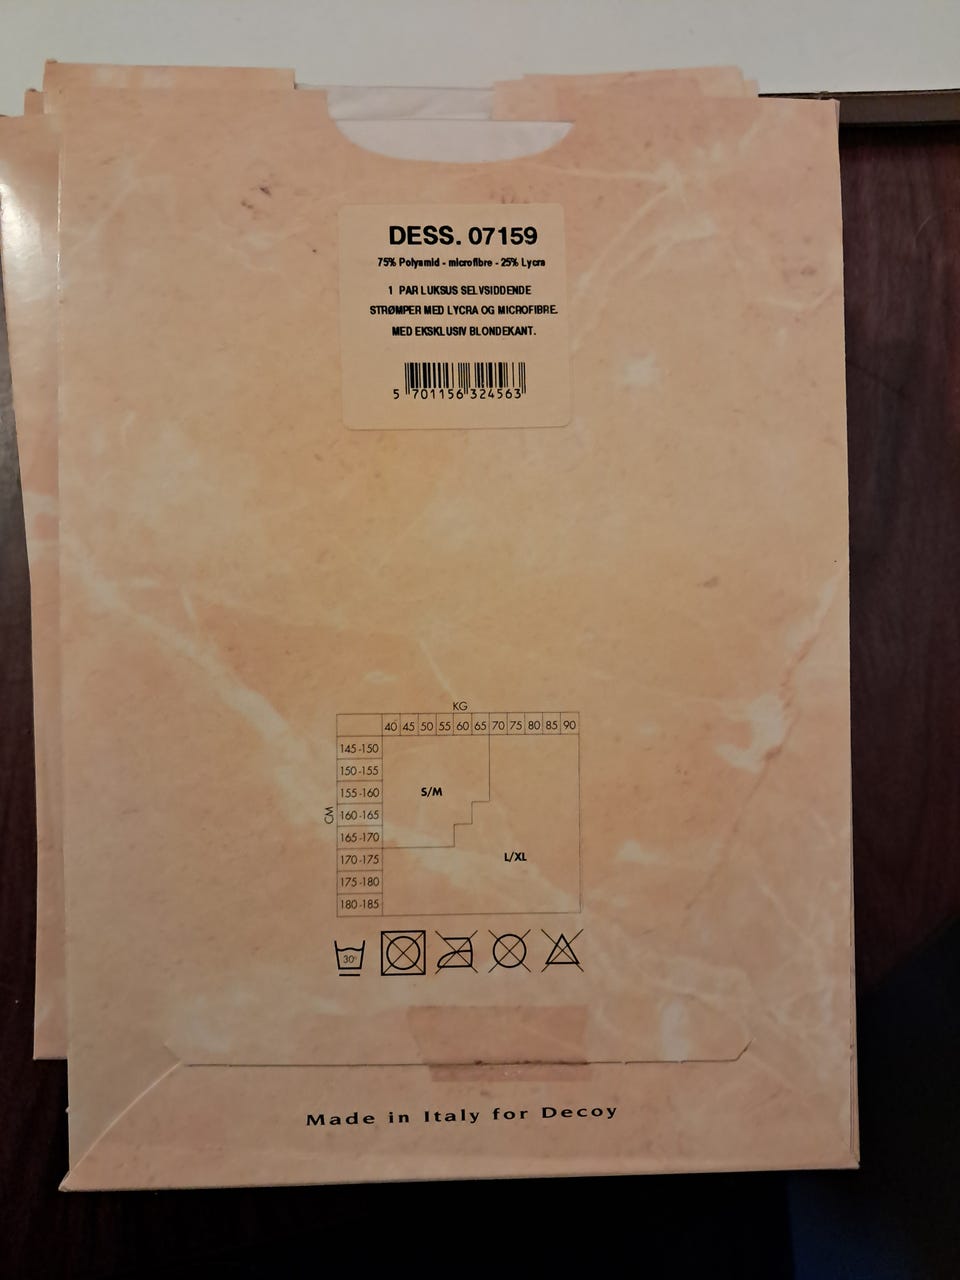 DESS. 07159
75% Polyamid - microfibre - 25% Lycra
1 PAR LUKSUS SELVSIDDENDE
STRØMPER MED LYCRA OG MICROFIBRE.
MED EKSKLUSIV BLONDEKANT.
5 701156 324563
KG
40 45 50 55 60 65 70 75 80 85 90
CM
145-150
150-155
155-160 S/M
160-165
165-170
170-175 L/XL
175-180
180-185
30°
Made in Italy for Decoy